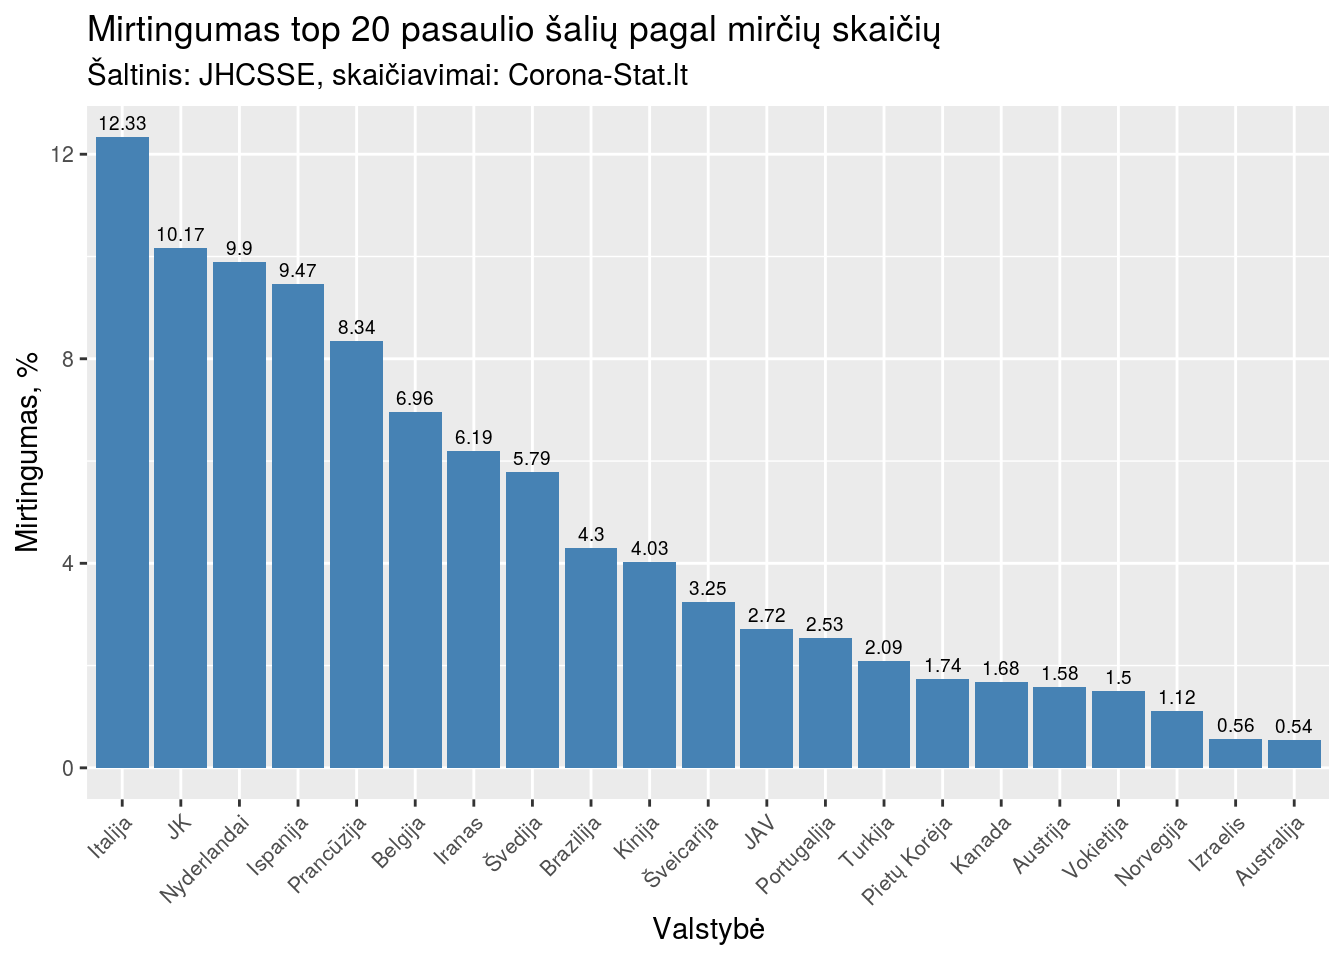 Mirtingumas top 20 pasaulio šalių pagal mirčių skaičių
Šaltinis: JHCSSE, skaičiavimai: Corona-Stat.lt
Mirtingumas, %
12
8
4
0
12.33
10.17
9.9
9.47
8.34
6.96
6.19
5.79
4.3
4.03
3.25
2.72
2.53
2.09
1.74
1.68
1.58
1.5
1.12
0.56
0.54
Italija
JK
Nyderlandai
Ispanija
Prancūzija
Belgija
Iranas
Švedija
Brazilija
Kinija
Šveicarija
JAV
Portugalija
Turkija
Pietų Korėja
Kanada
Austrija
Vokietija
Norvegija
Izraelis
Australija
Valstybė